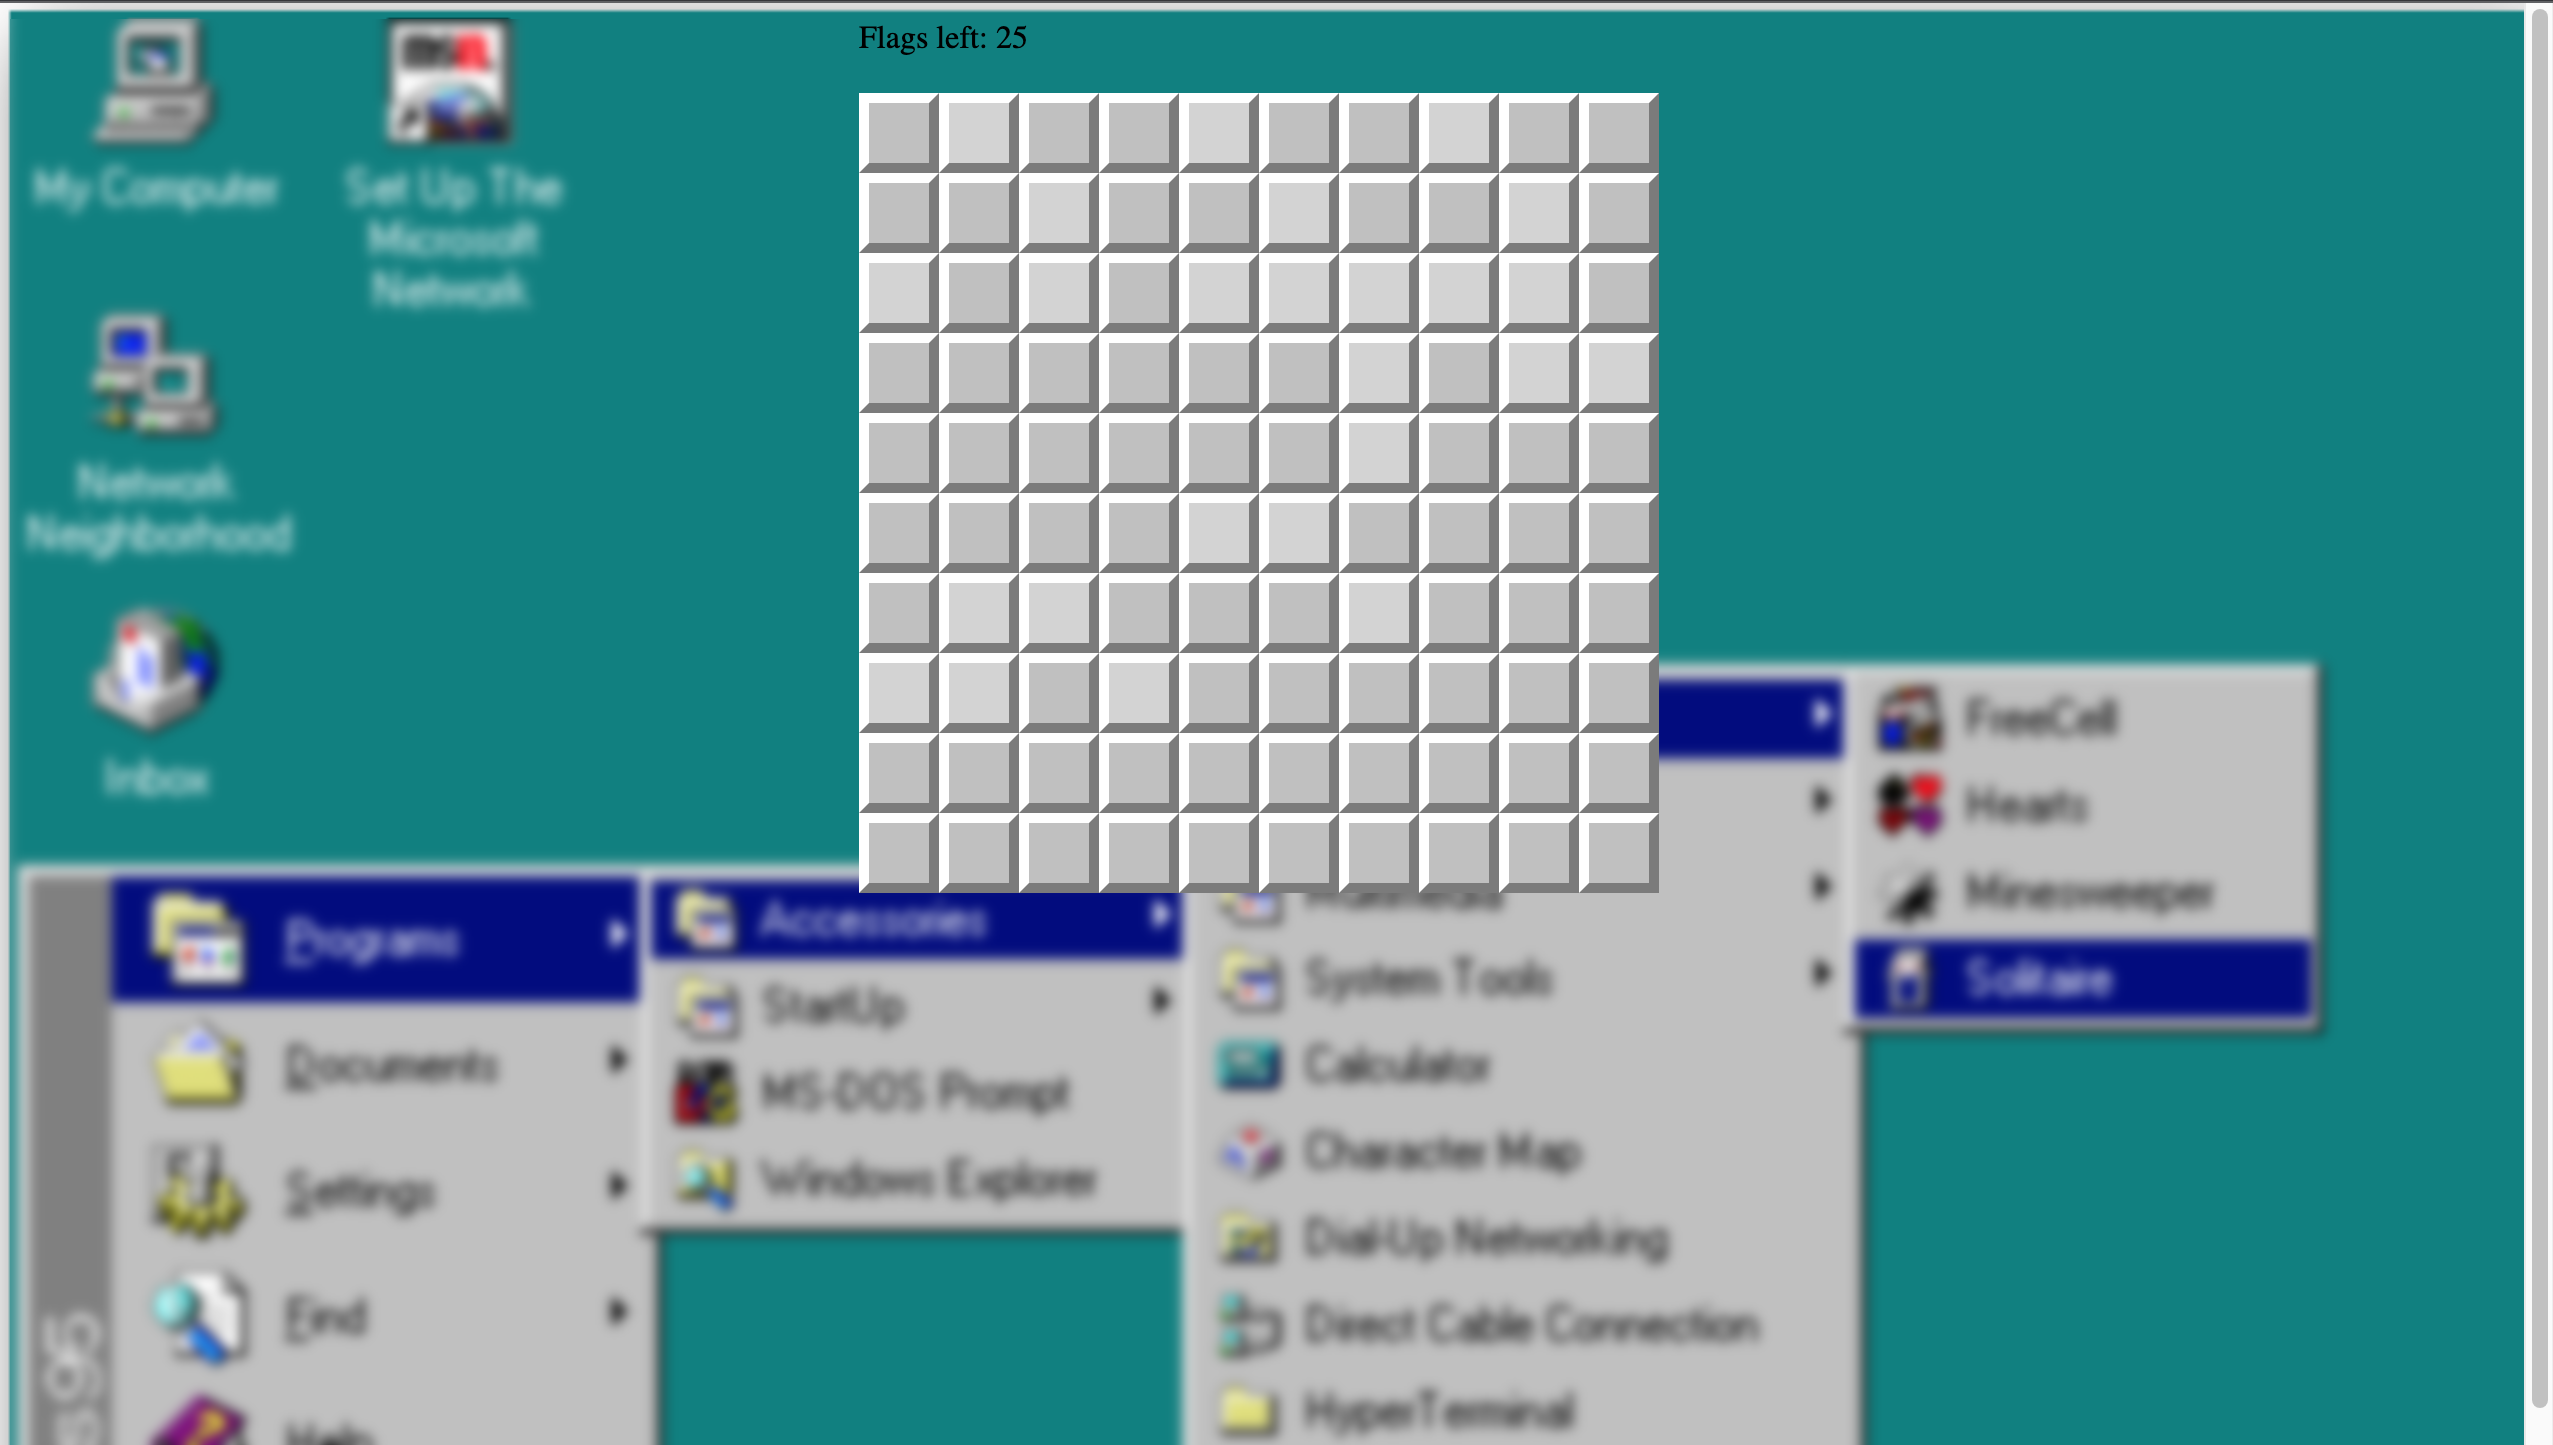 Flags left: 25
msn.
My Computer
Set Up The
Microsoft
Network
Network
Neighborhood
Inbox
FreeCell
Hearts
Minesweeper
Solitaire
Programs
Accessories
Multimedia
StartUp
System Tools
Documents
MS-DOS Prompt
Calculator
Settings
Windows Explorer
Character Map
Dial-Up Networking
Find
Direct Cable Connection
HyperTerminal
Help